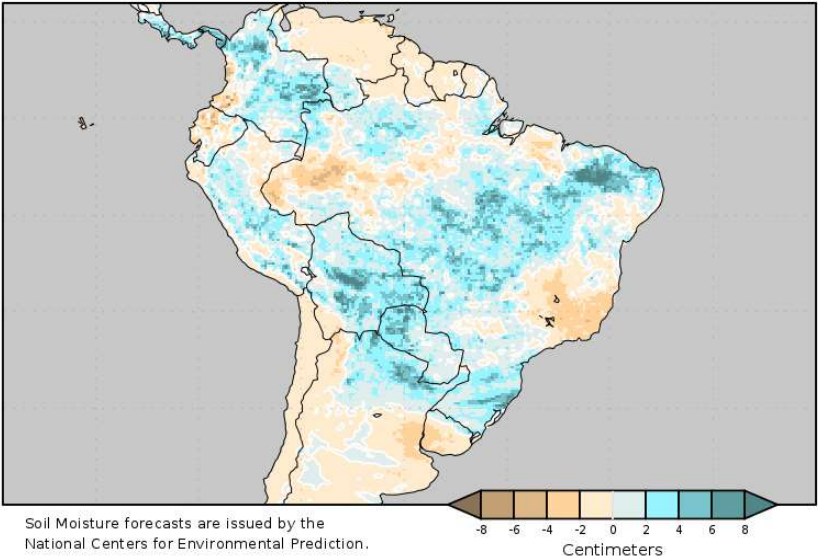 Soil Moisture forecasts are issued by the
National Centers for Environmental Prediction.
-8 -6 -4 -2 0 2 4 6 8
Centimeters